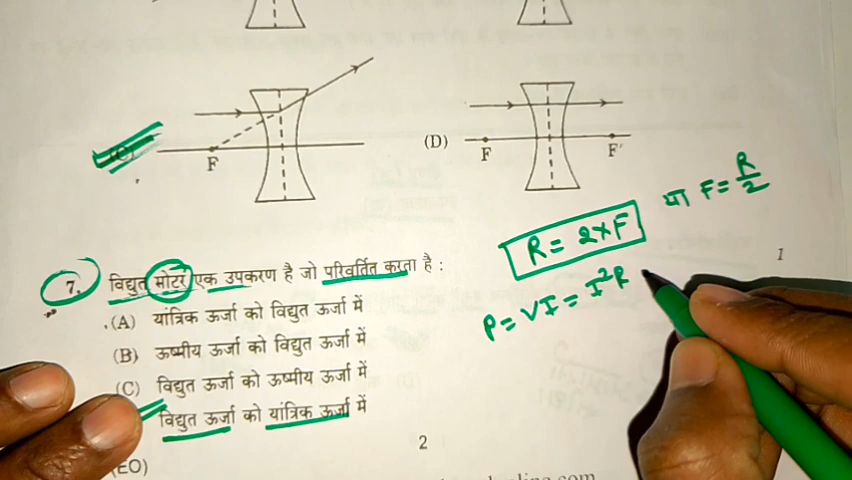 F
(D)
F
F'
या F = R/2
R = 2×F
1
7.
विद्युत मोटर एक उपकरण है जो परिवर्तित करता है :
P = VI = I²R
(A) यांत्रिक ऊर्जा को विद्युत ऊर्जा में
(B) ऊष्मीय ऊर्जा को विद्युत ऊर्जा में
(C) विद्युत ऊर्जा को ऊष्मीय ऊर्जा में
विद्युत ऊर्जा को यांत्रिक ऊर्जा में
2
(EO)